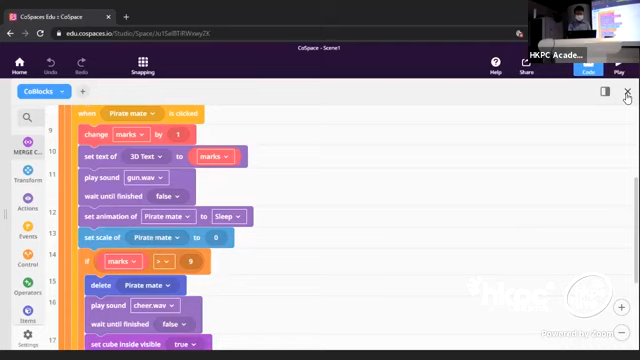 CoSpaces Edu : CoSpace
edu.cospaces.io/Studio/Space/
CoSpace - Scene1
HKPC Acade...
Home
Undo
Redo
Snapping
Help
Share
Code
Play
CoBlocks
MERGE C...
Transform
Actions
Events
Control
Operators
Items
Settings
when Pirate mate is clicked
9 change marks by 1
10 set text of 3D Text to marks
11 play sound gun.wav
wait until finished false
12 set animation of Pirate mate to Sleep
13 set scale of Pirate mate to 0
14 if marks > 9
15 delete Pirate mate
16 play sound cheer.wav
wait until finished false
17 set cube inside visible true
hkpc
Powered by Zoom